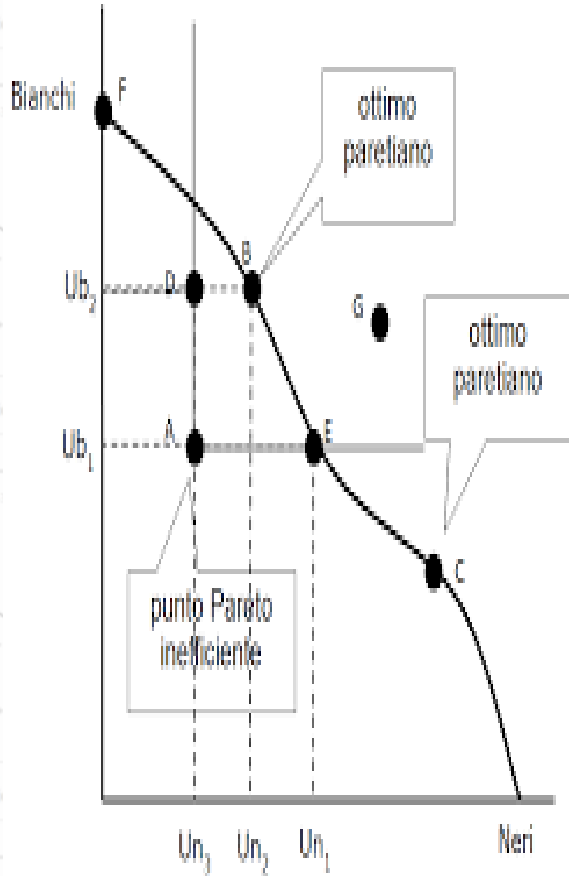 Bianchi
F
ottimo
paretiano
B
Ub₂
D
G
ottimo
paretiano
A
E
Ub₁
C
punto Pareto
inefficiente
Un₃ Un₂ Un₁
Neri